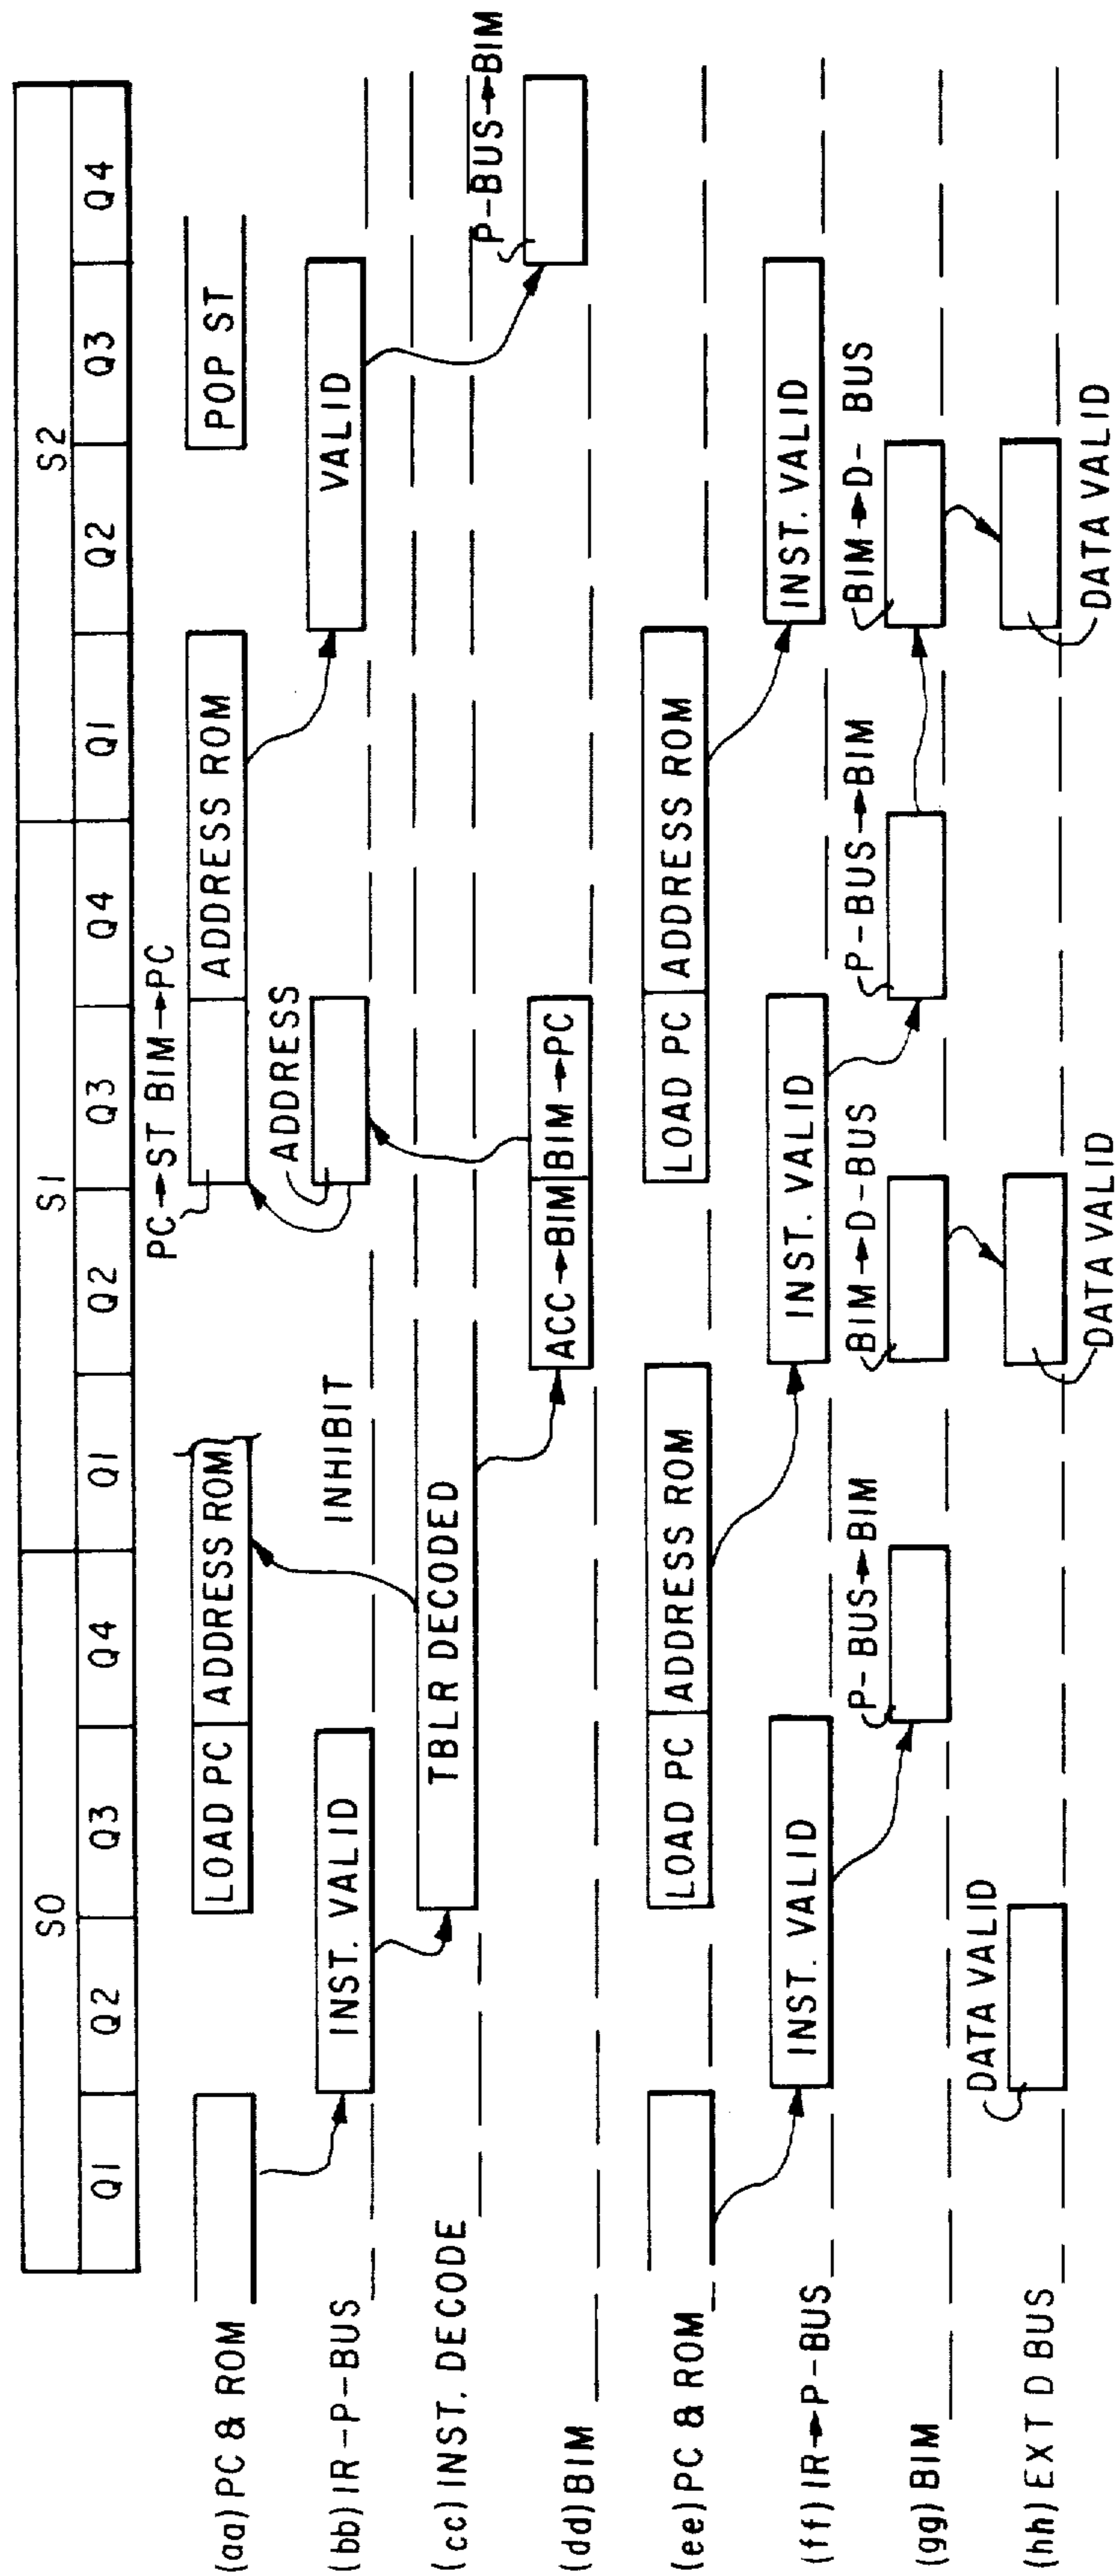 S0 S1 S2
Q1 Q2 Q3 Q4 Q1 Q2 Q3 Q4 Q1 Q2 Q3 Q4
PC→ST BIM→PC
(aa) PC & ROM LOAD PC ADDRESS ROM ADDRESS ROM POP ST
ADDRESS
(bb) IR-P-BUS INST. VALID INHIBIT VALID
(cc) INST. DECODE TBLR DECODED
P-BUS→BIM
(dd) BIM ACC→BIM BIM→PC
(ee) PC & ROM LOAD PC ADDRESS ROM LOAD PC ADDRESS ROM
(ff) IR→P-BUS INST. VALID INST. VALID INST. VALID
P-BUS→BIM BIM→D-BUS P-BUS→BIM BIM→D- BUS
(gg) BIM
DATA VALID
(hh) EXT D BUS
DATA VALID DATA VALID